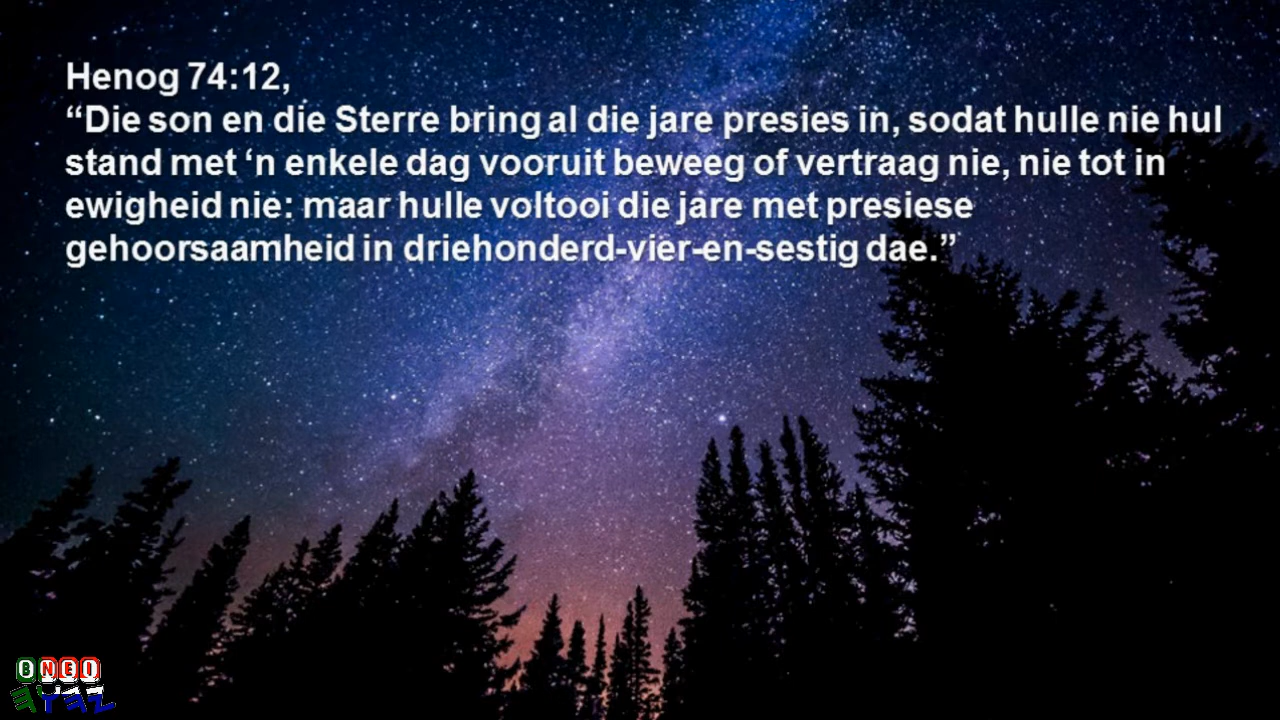 Henog 74:12,
“Die son en die Sterre bring al die jare presies in, sodat hulle nie hul
stand met ‘n enkele dag vooruit beweeg of vertraag nie, nie tot in
ewigheid nie: maar hulle voltooi die jare met presiese
gehoorsaamheid in driehonderd-vier-en-sestig dae.”